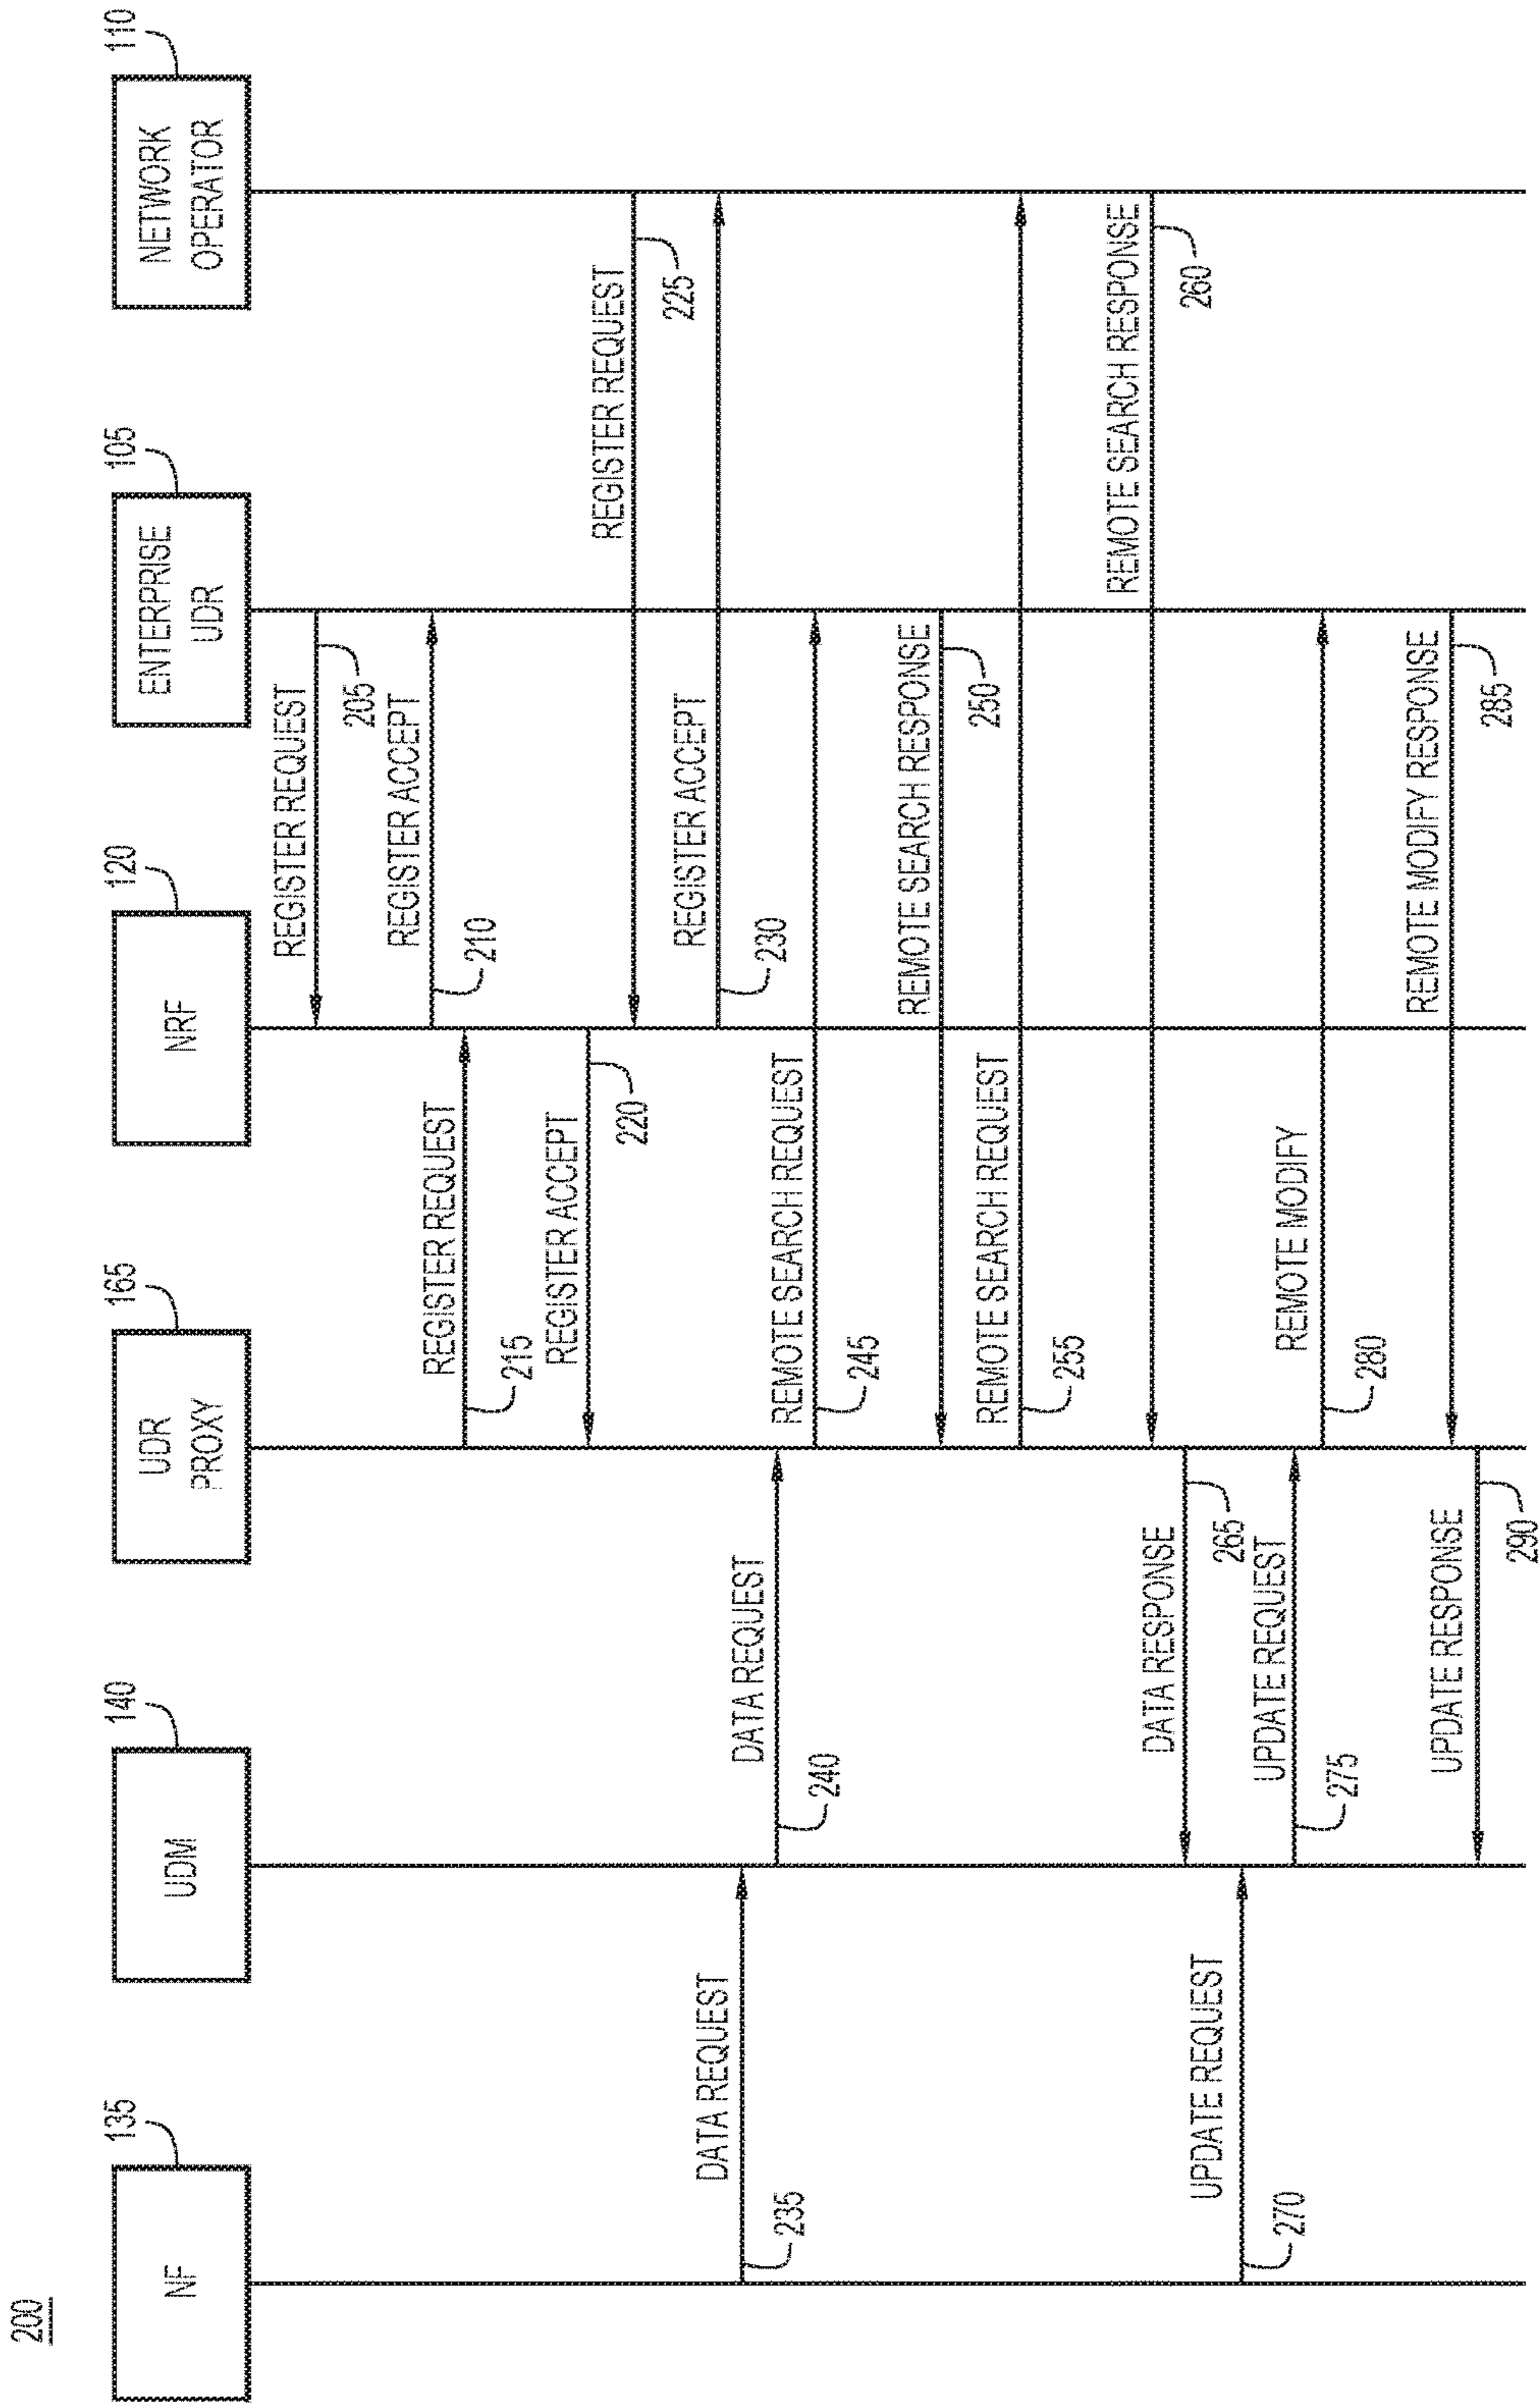 200
135
140
165
120
105
110
NF
UDM
UDR
PROXY
NRF
ENTERPRISE
UDR
NETWORK
OPERATOR
REGISTER REQUEST
205
REGISTER ACCEPT
210
REGISTER REQUEST
215
REGISTER ACCEPT
220
REGISTER REQUEST
225
REGISTER ACCEPT
230
DATA REQUEST
235
DATA REQUEST
240
REMOTE SEARCH REQUEST
245
REMOTE SEARCH RESPONSE
250
REMOTE SEARCH REQUEST
255
REMOTE SEARCH RESPONSE
260
DATA RESPONSE
265
UPDATE REQUEST
270
UPDATE REQUEST
275
REMOTE MODIFY
280
REMOTE MODIFY RESPONSE
285
UPDATE RESPONSE
290